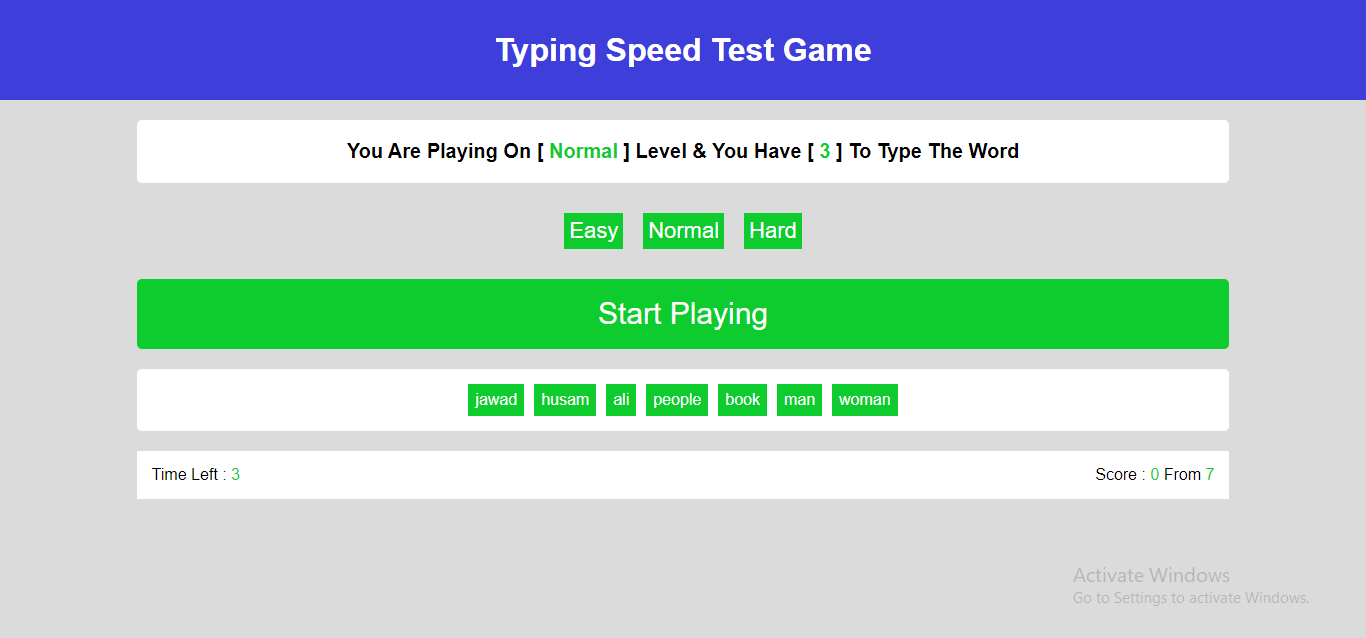 Typing Speed Test Game
You Are Playing On [ Normal ] Level & You Have [ 3 ] To Type The Word
Easy Normal Hard
Start Playing
jawad husam ali people book man woman
Time Left : 3 Score : 0 From 7
Activate Windows
Go to Settings to activate Windows.